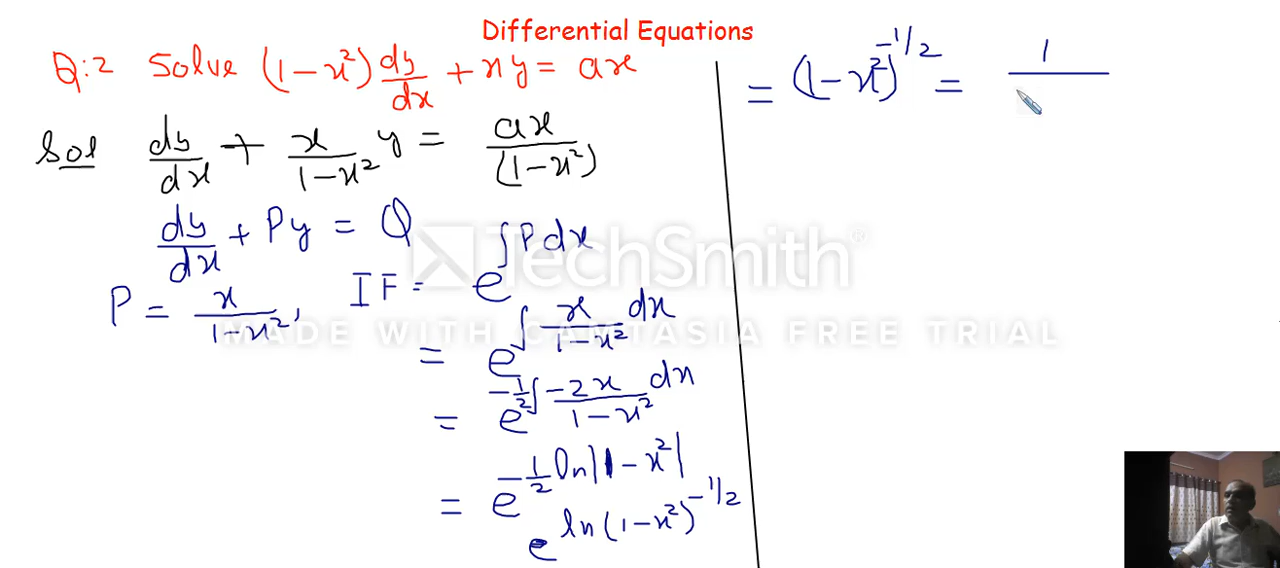 Differential Equations
Q:2 Solve (1-x²) dy/dx + xy = ax
Sol dy/dx + x/(1-x²) y = ax/(1-x²)
dy/dx + Py = Q
P = x/(1-x²), IF = e^∫Pdx
= e^∫ x/(1-x²) dx
= e^-1/2 ∫ -2x/(1-x²) dx
= e^-1/2 ln|1-x²|
e^ln(1-x²)^-1/2
= (1-x²)^-1/2 = 1
TechSmith®
MADE WITH CAMTASIA FREE TRIAL